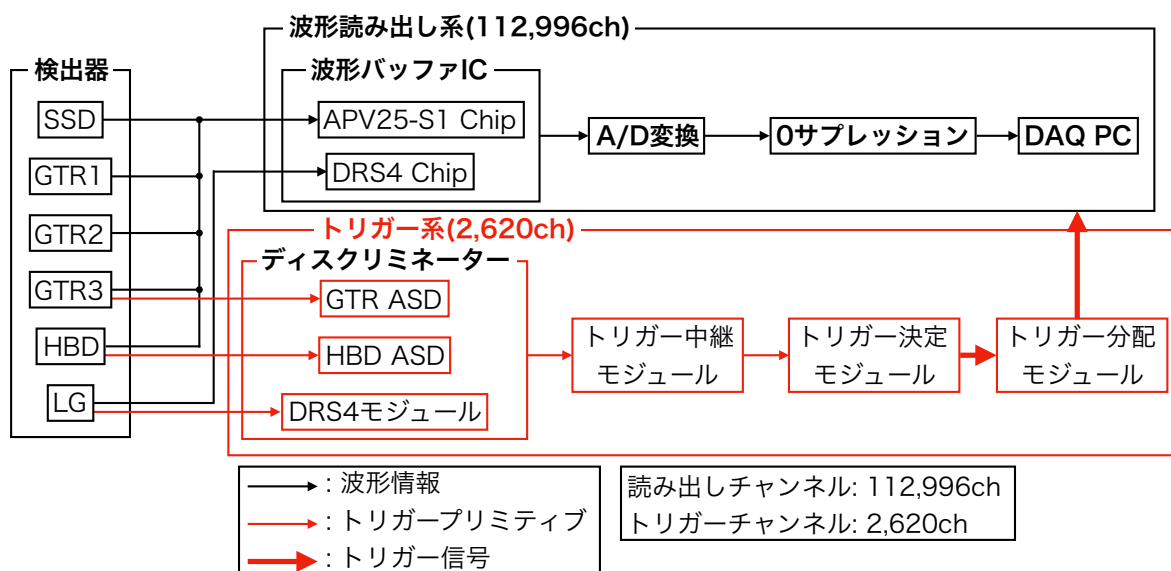 波形読み出し系(112,996ch)
検出器
波形バッファIC
SSD
APV25-S1 Chip
A/D変換
0サプレッション
DAQ PC
GTR1
DRS4 Chip
GTR2
トリガー系(2,620ch)
ディスクリミネーター
GTR3
GTR ASD
HBD
HBD ASD
トリガー中継
モジュール
トリガー決定
モジュール
トリガー分配
モジュール
LG
DRS4モジュール
: 波形情報
: トリガープリミティブ
: トリガー信号
読み出しチャンネル: 112,996ch
トリガーチャンネル: 2,620ch